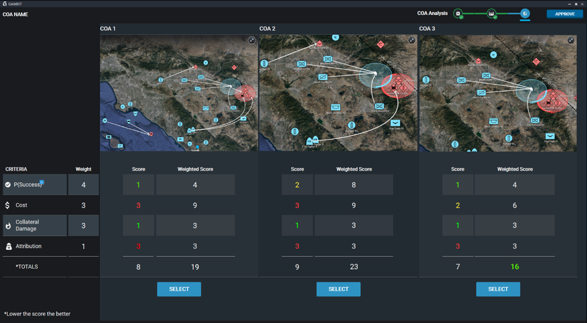 GAMBIT
COA NAME
COA Analysis
APPROVE
COA 1
COA 2
COA 3
CRITERIA Weight Score Weighted Score Score Weighted Score Score Weighted Score
P(Success) 4 1 4 2 8 1 4
Cost 3 3 9 3 9 2 6
Collateral
Damage 3 1 3 1 3 1 3
Attribution 1 3 3 3 3 3 3
*TOTALS 8 19 9 23 7 16
SELECT SELECT SELECT
*Lower the score the better